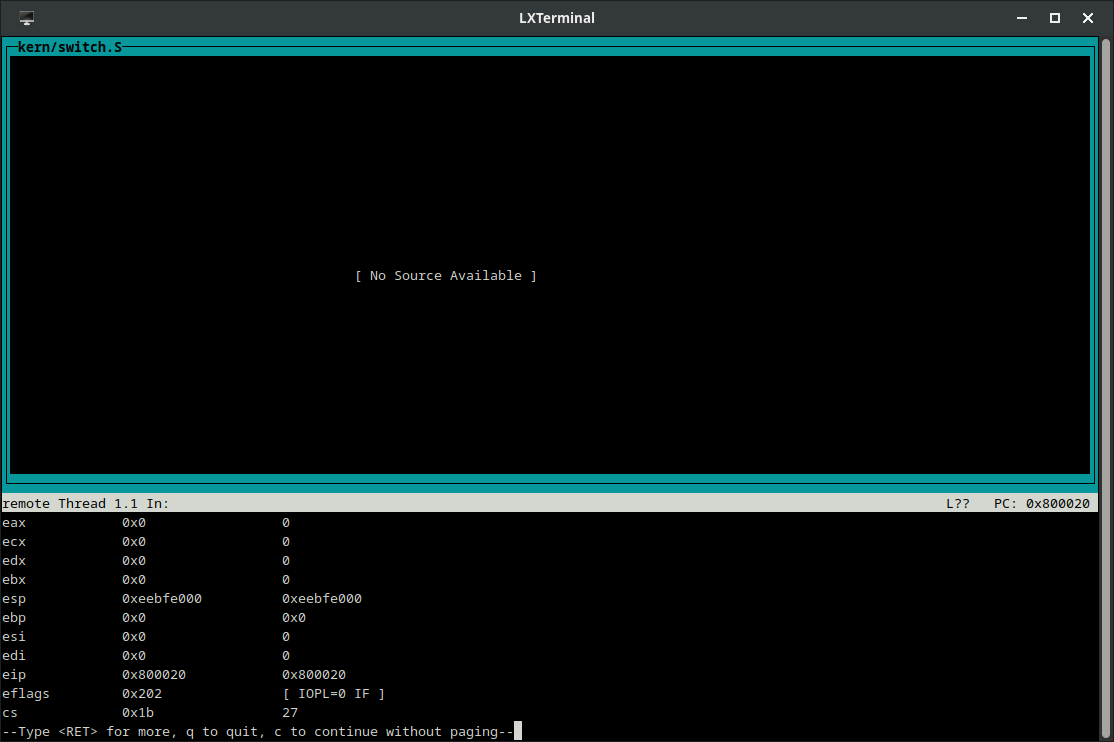 LXTerminal
kern/switch.S
[ No Source Available ]
remote Thread 1.1 In: L?? PC: 0x800020
eax 0x0 0
ecx 0x0 0
edx 0x0 0
ebx 0x0 0
esp 0xeebfe000 0xeebfe000
ebp 0x0 0x0
esi 0x0 0
edi 0x0 0
eip 0x800020 0x800020
eflags 0x202 [ IOPL=0 IF ]
cs 0x1b 27
--Type <RET> for more, q to quit, c to continue without paging--